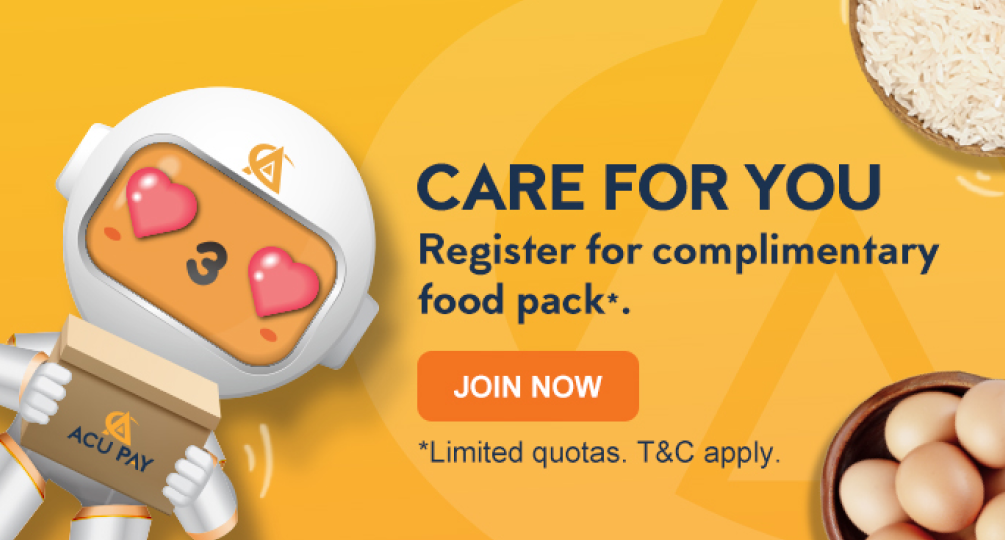 CARE FOR YOU
Register for complimentary
food pack*.
JOIN NOW
*Limited quotas. T&C apply.
ACU PAY